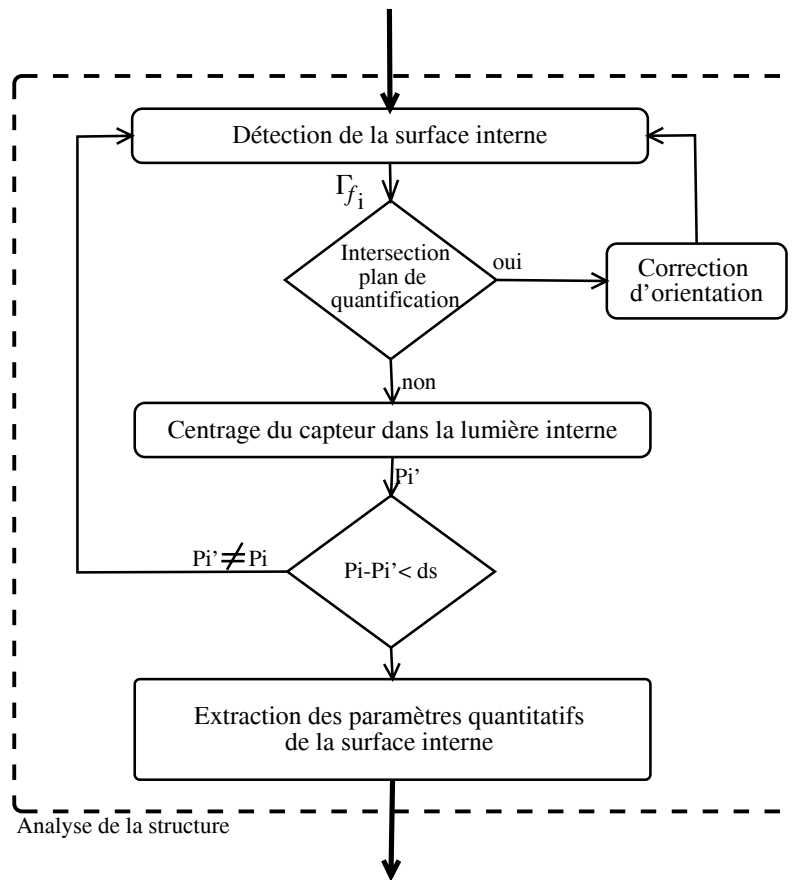 Détection de la surface interne
Γfi
Intersection
plan de
quantification
oui
Correction
d'orientation
non
Centrage du capteur dans la lumière interne
Pi'
Pi' ≠ Pi
Pi-Pi'< ds
Extraction des paramètres quantitatifs
de la surface interne
Analyse de la structure